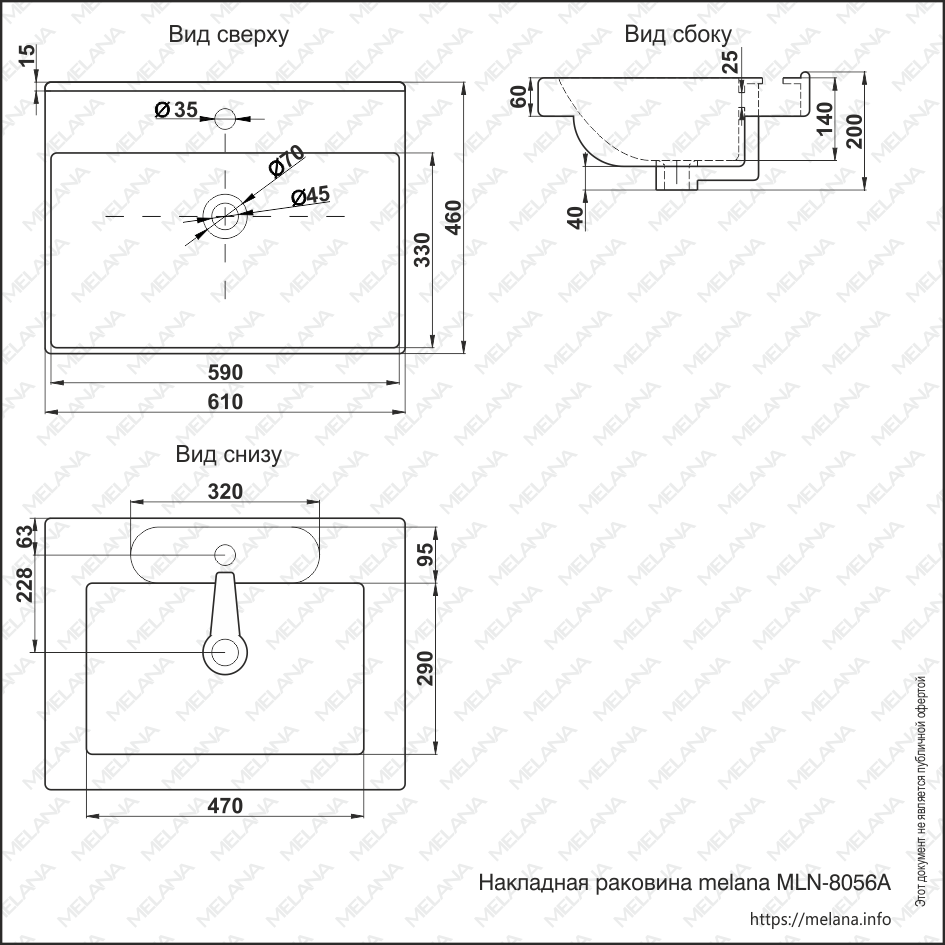 Вид сверху
15
Ø 35
Ø70
Ø45
330
460
590
610
Вид сбоку
25
60
140
200
40
Вид снизу
320
63
228
95
290
470
Накладная раковина melana MLN-8056A
https://melana.info
Этот документ не является публичной офертой
MELANA